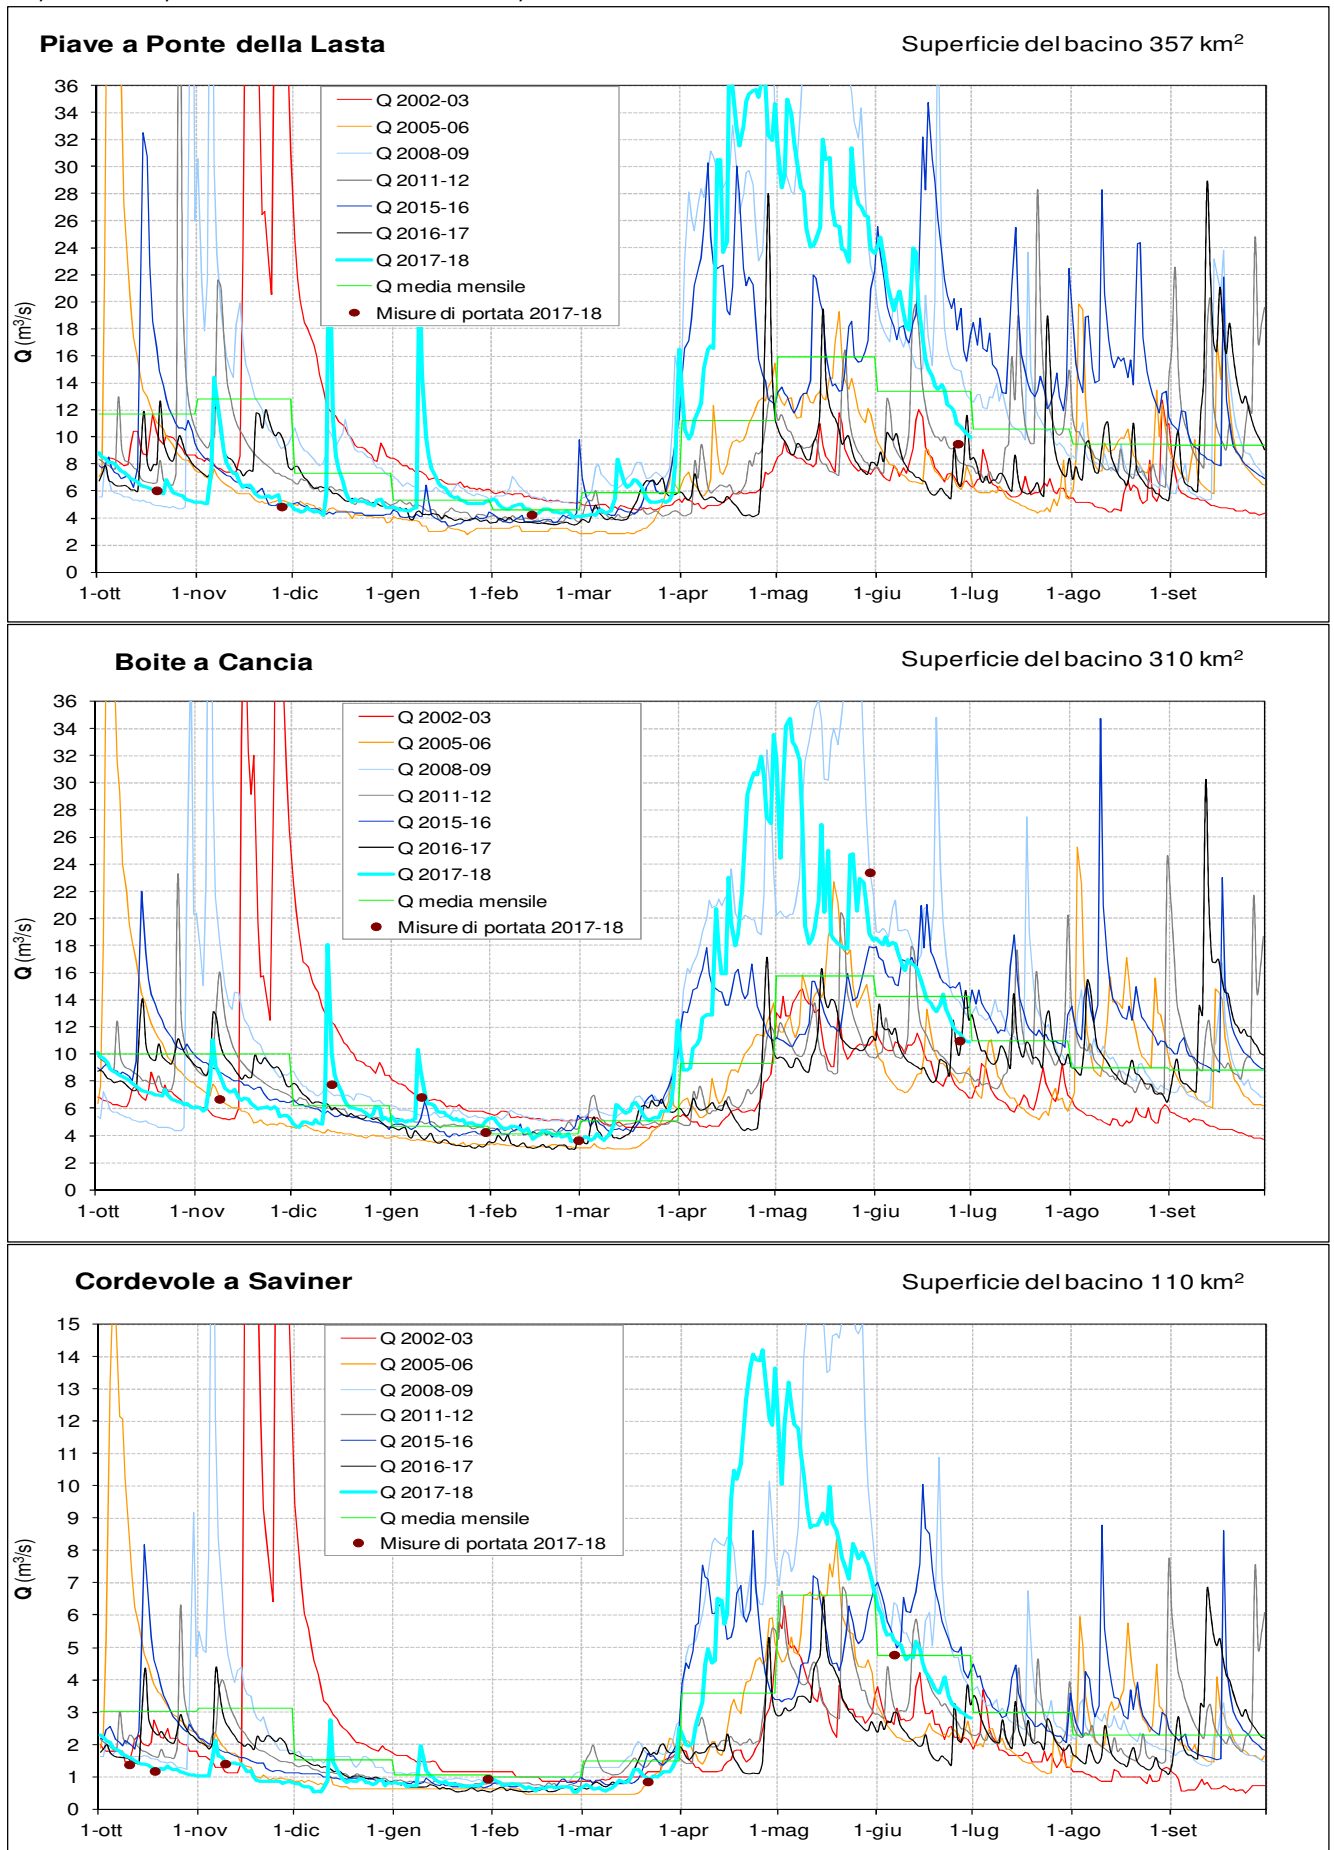 Piave a Ponte della Lasta
Superficie del bacino 357 km²
Q (m³/s)
36
34
32
30
28
26
24
22
20
18
16
14
12
10
8
6
4
2
0
Q 2002-03
Q 2005-06
Q 2008-09
Q 2011-12
Q 2015-16
Q 2016-17
Q 2017-18
Q media mensile
Misure di portata 2017-18
1-ott 1-nov 1-dic 1-gen 1-feb 1-mar 1-apr 1-mag 1-giu 1-lug 1-ago 1-set
Boite a Cancia
Superficie del bacino 310 km²
Q (m³/s)
36
34
32
30
28
26
24
22
20
18
16
14
12
10
8
6
4
2
0
Q 2002-03
Q 2005-06
Q 2008-09
Q 2011-12
Q 2015-16
Q 2016-17
Q 2017-18
Q media mensile
Misure di portata 2017-18
1-ott 1-nov 1-dic 1-gen 1-feb 1-mar 1-apr 1-mag 1-giu 1-lug 1-ago 1-set
Cordevole a Saviner
Superficie del bacino 110 km²
Q (m³/s)
15
14
13
12
11
10
9
8
7
6
5
4
3
2
1
0
Q 2002-03
Q 2005-06
Q 2008-09
Q 2011-12
Q 2015-16
Q 2016-17
Q 2017-18
Q media mensile
Misure di portata 2017-18
1-ott 1-nov 1-dic 1-gen 1-feb 1-mar 1-apr 1-mag 1-giu 1-lug 1-ago 1-set